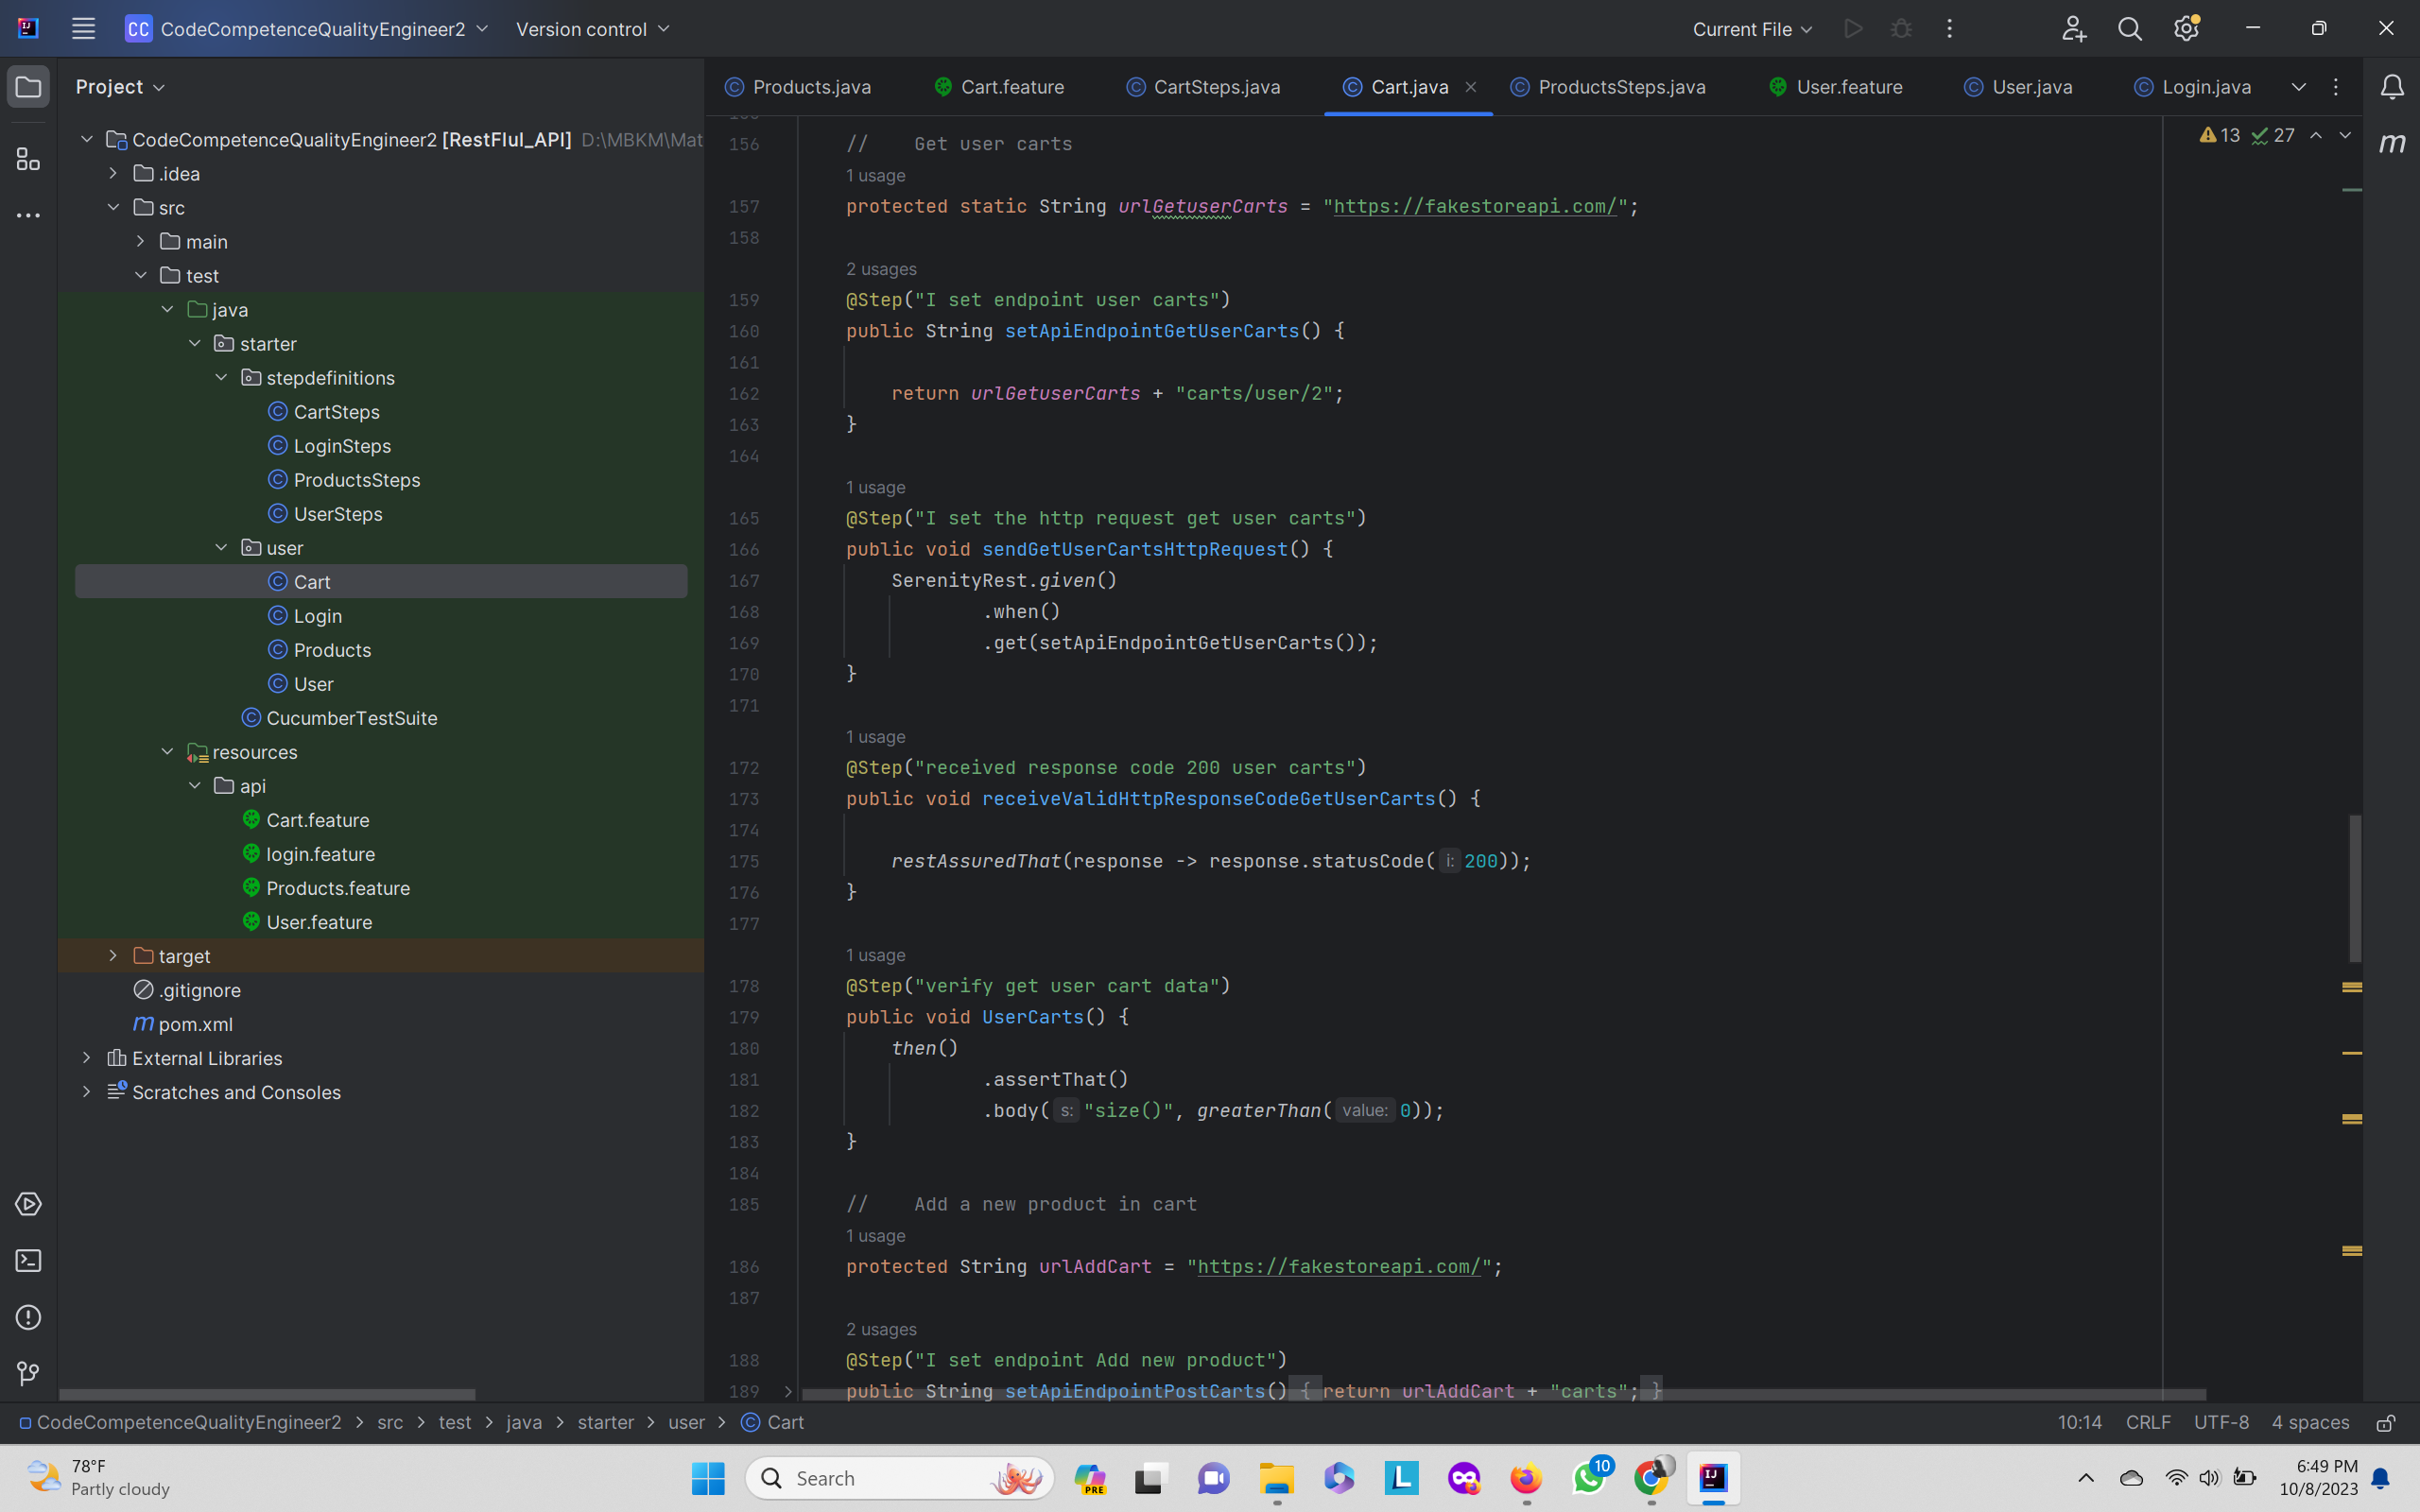 CC CodeCompetenceQualityEngineer2 Version control Current File
Project
Products.java Cart.feature CartSteps.java Cart.java ProductsSteps.java User.feature User.java Login.java
CodeCompetenceQualityEngineer2 [RestFlul_API] D:\MBKM\Mat
.idea
src
main
test
java
starter
stepdefinitions
CartSteps
LoginSteps
ProductsSteps
UserSteps
user
Cart
Login
Products
User
CucumberTestSuite
resources
api
Cart.feature
login.feature
Products.feature
User.feature
target
.gitignore
m pom.xml
External Libraries
Scratches and Consoles
13 27
m
156 // Get user carts
1 usage
157 protected static String urlGetuserCarts = "https://fakestoreapi.com/";
158
2 usages
159 @Step("I set endpoint user carts")
160 public String setApiEndpointGetUserCarts() {
161
162 return urlGetuserCarts + "carts/user/2";
163 }
164
1 usage
165 @Step("I set the http request get user carts")
166 public void sendGetUserCartsHttpRequest() {
167 SerenityRest.given()
168 .when()
169 .get(setApiEndpointGetUserCarts());
170 }
171
1 usage
172 @Step("received response code 200 user carts")
173 public void receiveValidHttpResponseCodeGetUserCarts() {
174
175 restAssuredThat(response -> response.statusCode( i: 200));
176 }
177
1 usage
178 @Step("verify get user cart data")
179 public void UserCarts() {
180 then()
181 .assertThat()
182 .body( s: "size()", greaterThan( value: 0));
183 }
184
185 // Add a new product in cart
1 usage
186 protected String urlAddCart = "https://fakestoreapi.com/";
187
2 usages
188 @Step("I set endpoint Add new product")
189 public String setApiEndpointPostCarts() { return urlAddCart + "carts"; }
CodeCompetenceQualityEngineer2 > src > test > java > starter > user > Cart
10:14 CRLF UTF-8 4 spaces
78°F
Partly cloudy
Search
PRE
L
10
IJ
6:49 PM
10/8/2023